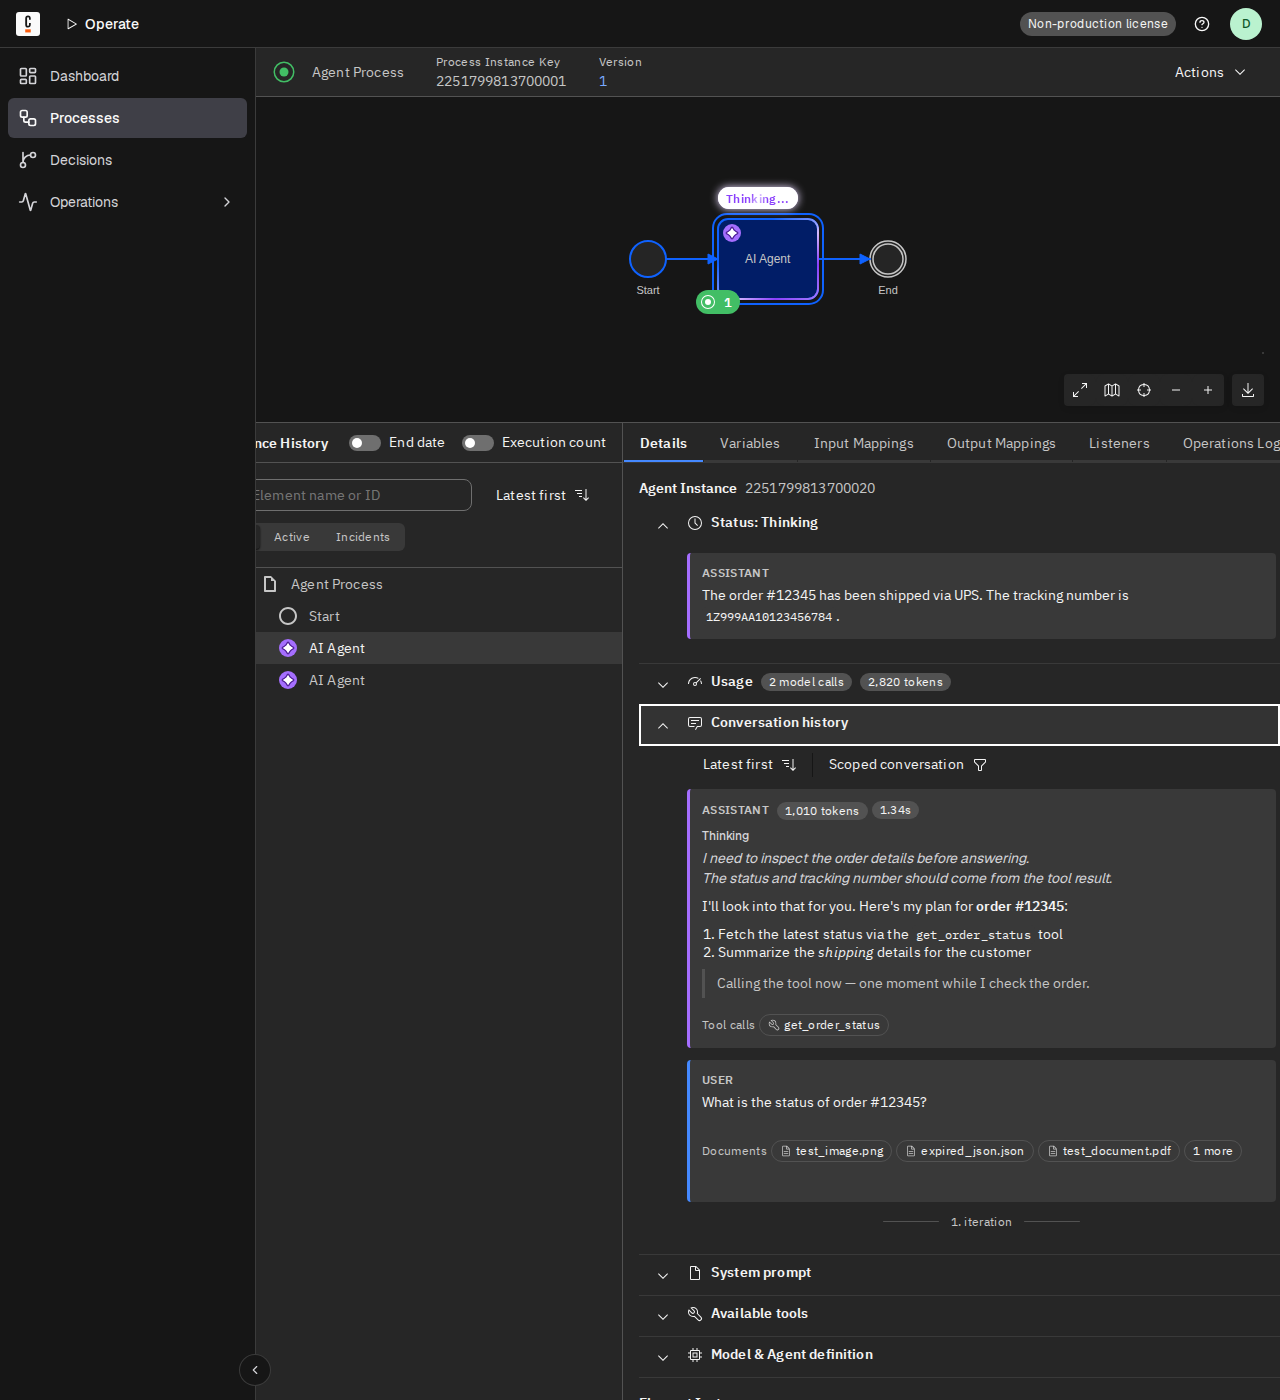 Operate
Non-production license
D
Dashboard
Processes
Decisions
Operations
Agent Process
Process Instance Key
2251799813700001
Version
1
Actions
Thinking...
AI Agent
Start
End
1
nce History
End date
Execution count
Element name or ID
Latest first
Active
Incidents
Agent Process
Start
AI Agent
AI Agent
Details
Variables
Input Mappings
Output Mappings
Listeners
Operations Log
Agent Instance 2251799813700020
Status: Thinking
ASSISTANT
The order #12345 has been shipped via UPS. The tracking number is
1Z999AA10123456784 .
Usage 2 model calls 2,820 tokens
Conversation history
Latest first
Scoped conversation
ASSISTANT 1,010 tokens 1.34s
Thinking
I need to inspect the order details before answering.
The status and tracking number should come from the tool result.
I'll look into that for you. Here's my plan for order #12345:
1. Fetch the latest status via the get_order_status tool
2. Summarize the shipping details for the customer
Calling the tool now — one moment while I check the order.
Tool calls get_order_status
USER
What is the status of order #12345?
Documents test_image.png expired_json.json test_document.pdf 1 more
1. iteration
System prompt
Available tools
Model & Agent definition